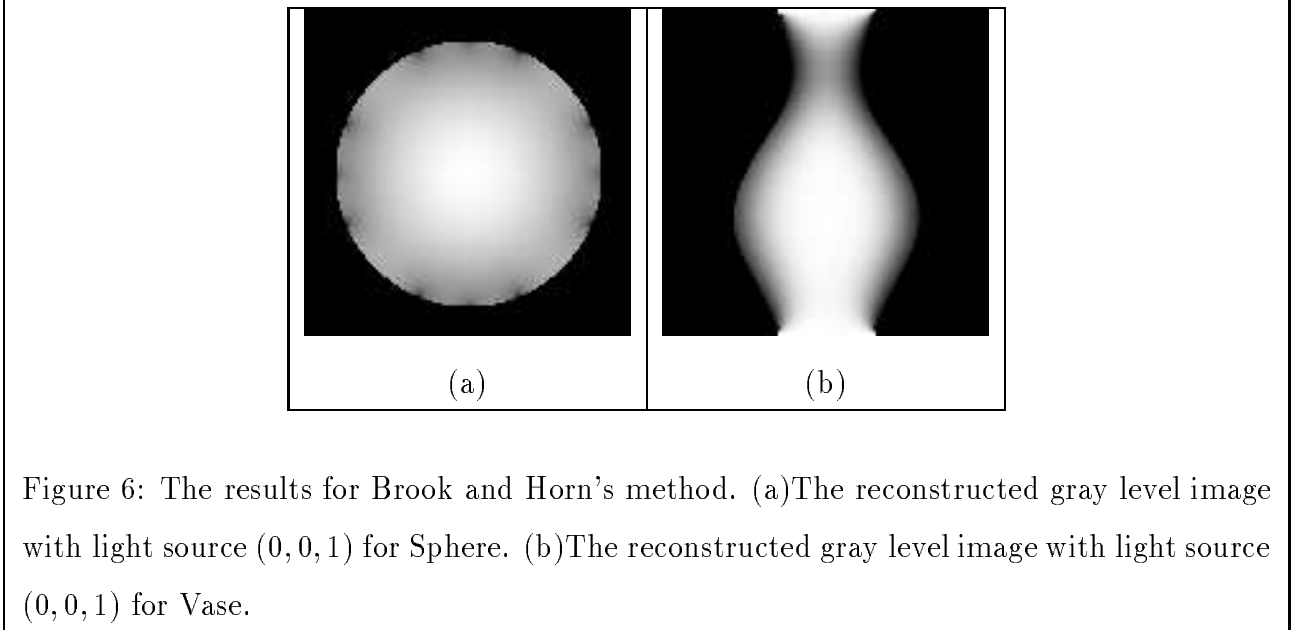 (a)
(b)
Figure 6: The results for Brook and Horn's method. (a)The reconstructed gray level image
with light source (0, 0, 1) for Sphere. (b)The reconstructed gray level image with light source
(0, 0, 1) for Vase.